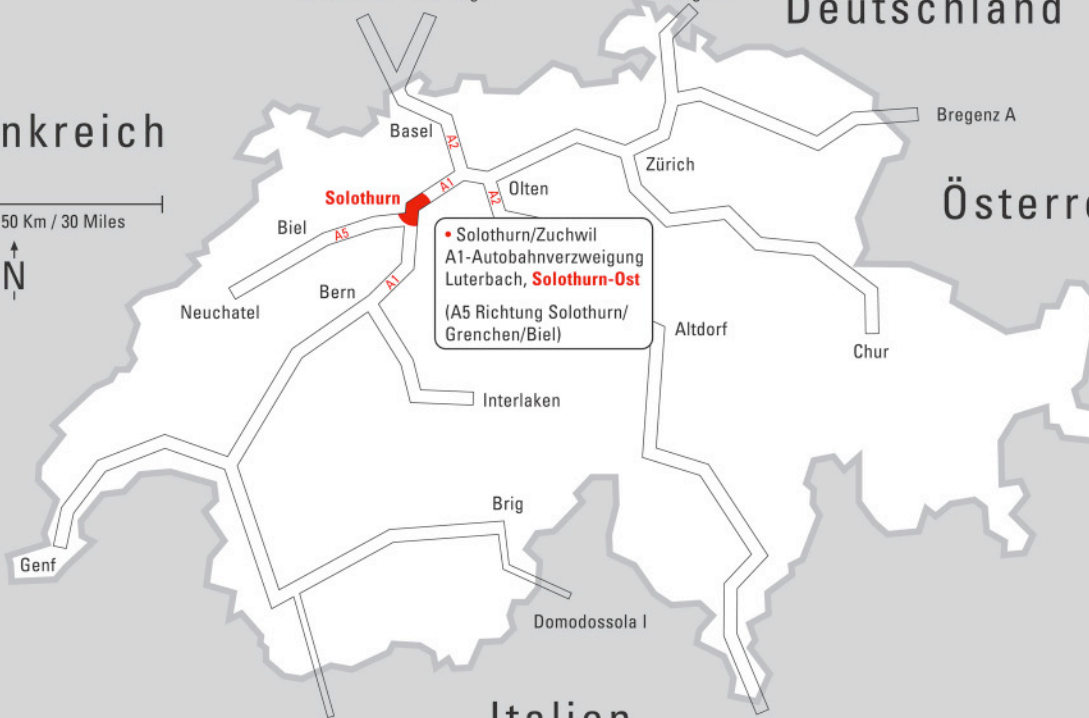 Deutschland
nkreich
Basel
A2
Bregenz A
Zürich
A1
Olten
Solothurn
A2
Österre
50 Km / 30 Miles
Biel
A5
• Solothurn/Zuchwil
A1-Autobahnverzweigung
Luterbach, Solothurn-Ost
(A5 Richtung Solothurn/
Grenchen/Biel)
N
A1
Bern
Neuchatel
Altdorf
Chur
Interlaken
Brig
Genf
Domodossola I
Italien